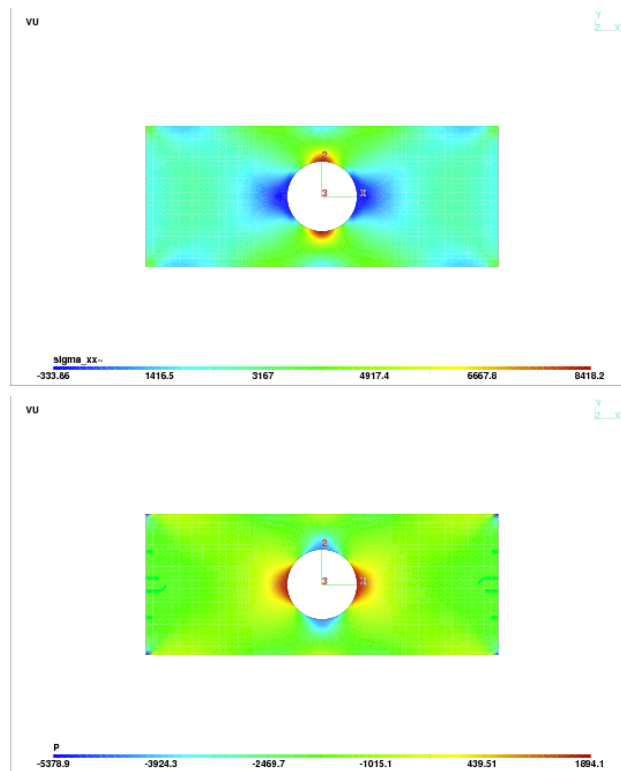 VU
Y
Z X
2
3 X
sigma_xx~
-333.66 1416.5 3167 4917.4 6667.8 8418.2
VU
Y
Z X
2
3 X
P
-5378.9 -3924.3 -2469.7 -1015.1 439.51 1894.1